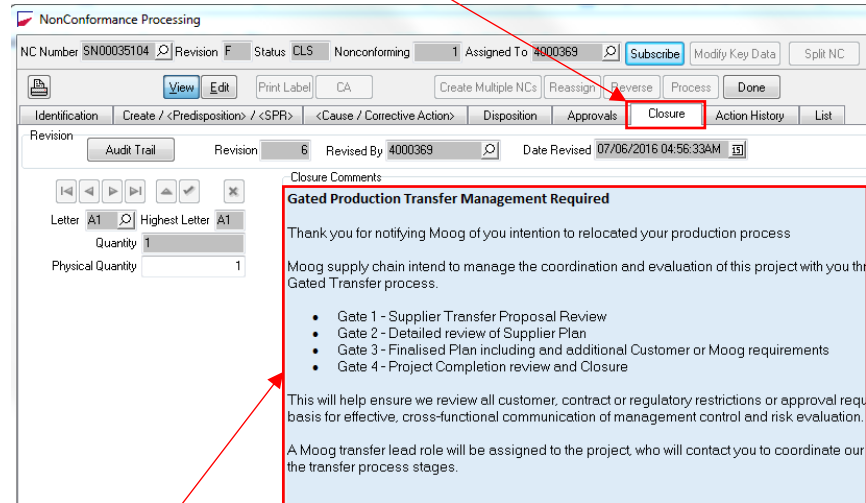 NonConformance Processing
NC Number SN00035104 Revision F Status CLS Nonconforming 1 Assigned To 4000369 Subscribe Modify Key Data Split NC
View Edit Print Label CA Create Multiple NCs Reassign Reverse Process Done
Identification Create / <Predisposition> / <SPR> <Cause / Corrective Action> Disposition Approvals Closure Action History List
Revision
Audit Trail Revision 6 Revised By 4000369 Date Revised 07/06/2016 04:56:33AM 15
Closure Comments
Letter A1 Highest Letter A1
Quantity 1
Physical Quantity 1
Gated Production Transfer Management Required
Thank you for notifying Moog of you intention to relocated your production process
Moog supply chain intend to manage the coordination and evaluation of this project with you thr
Gated Transfer process.
• Gate 1 - Supplier Transfer Proposal Review
• Gate 2 - Detailed review of Supplier Plan
• Gate 3 - Finalised Plan including and additional Customer or Moog requirements
• Gate 4 - Project Completion review and Closure
This will help ensure we review all customer, contract or regulatory restrictions or approval requ
basis for effective, cross-functional communication of management control and risk evaluation.
A Moog transfer lead role will be assigned to the project, who will contact you to coordinate our
the transfer process stages.